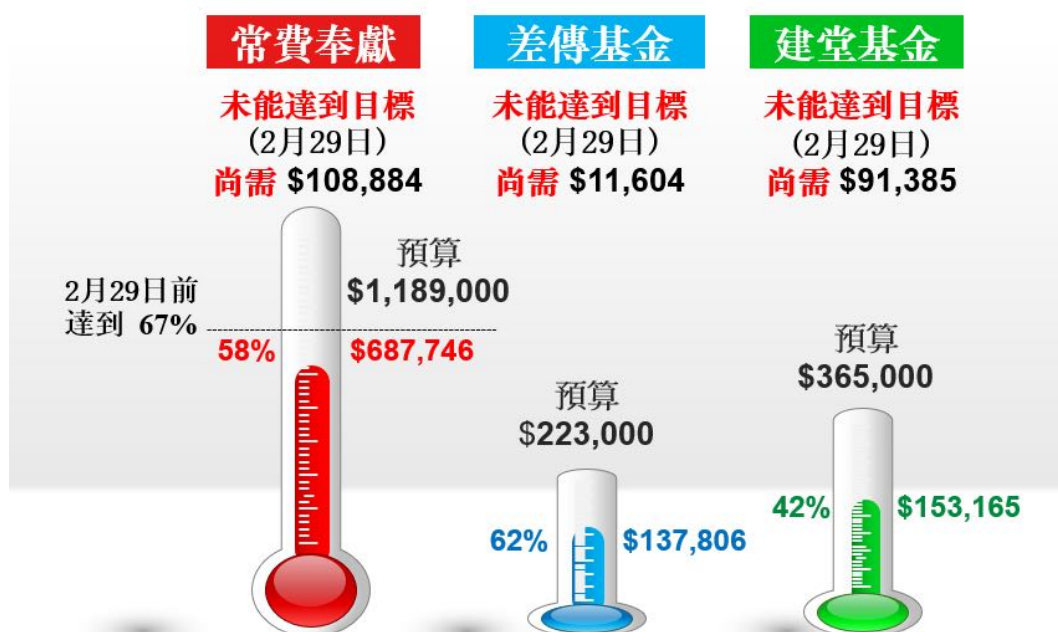 常費奉獻
未能達到目標
(2月29日)
尚需 $108,884
差傳基金
未能達到目標
(2月29日)
尚需 $11,604
建堂基金
未能達到目標
(2月29日)
尚需 $91,385
2月29日前
達到 67%
預算
$1,189,000
58%
$687,746
預算
$223,000
62%
$137,806
預算
$365,000
42%
$153,165